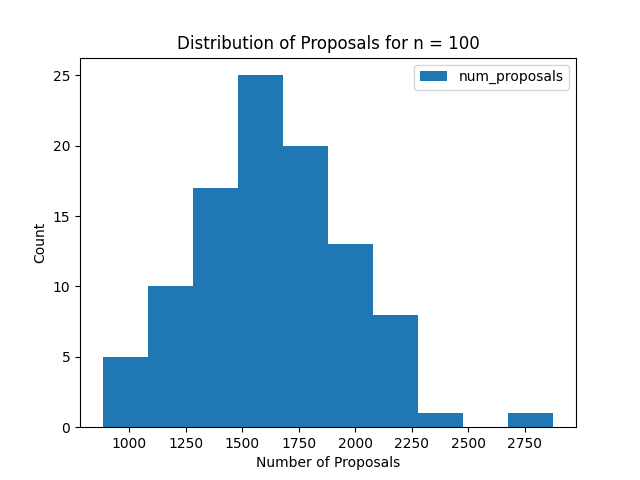 Distribution of Proposals for n = 100
num_proposals
25
20
15
10
5
0
Count
1000 1250 1500 1750 2000 2250 2500 2750
Number of Proposals